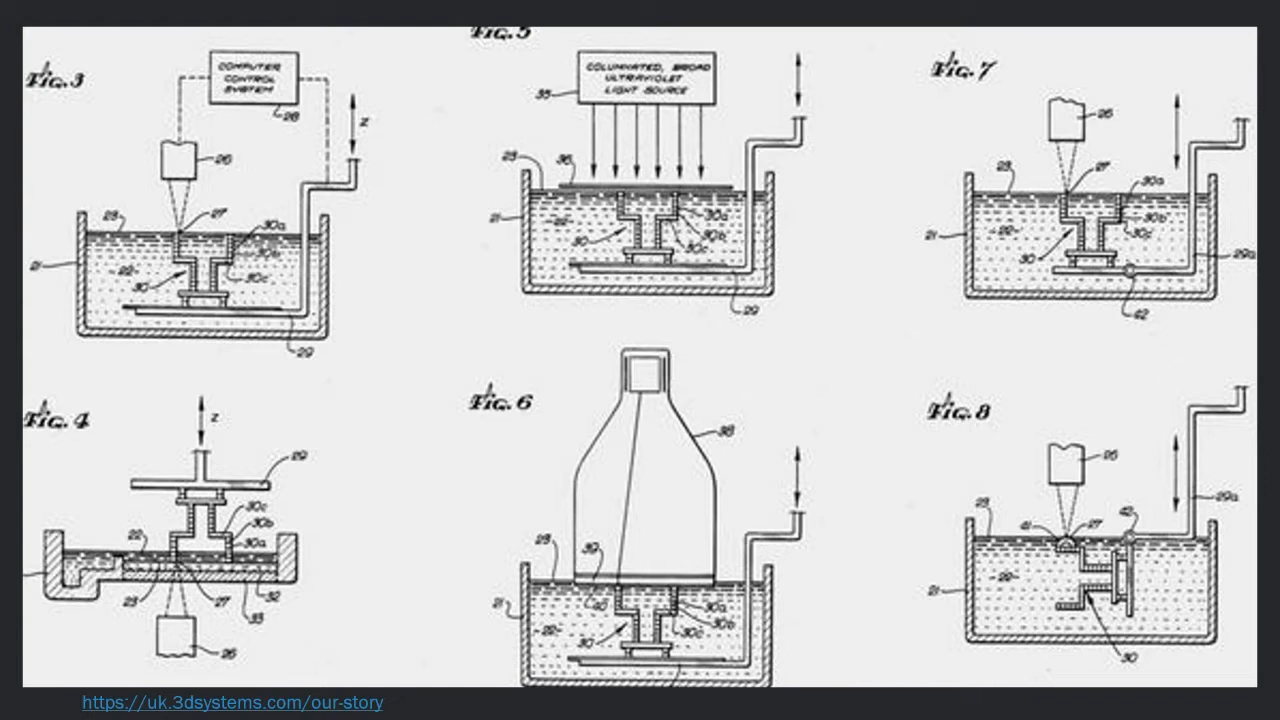 Fig. 3
COMPUTER
CONTROL
SYSTEM
28
Z
26
23
27
30a
30b
30c
21
22
30
29
Fig. 5
COLLIMATED, BROAD
ULTRAVIOLET
LIGHT SOURCE
35
23
36
21
22
30a
30b
30c
30
29
Fig. 7
26
23
27
30a
30b
30c
21
22
30
29a
42
Fig. 4
Z
29
30c
30b
30a
22
23
27
32
33
26
Fig. 6
38
23
39
40
21
22
30a
30b
30c
30
Fig. 8
26
23
41
27
42
29a
22
21
30
https://uk.3dsystems.com/our-story